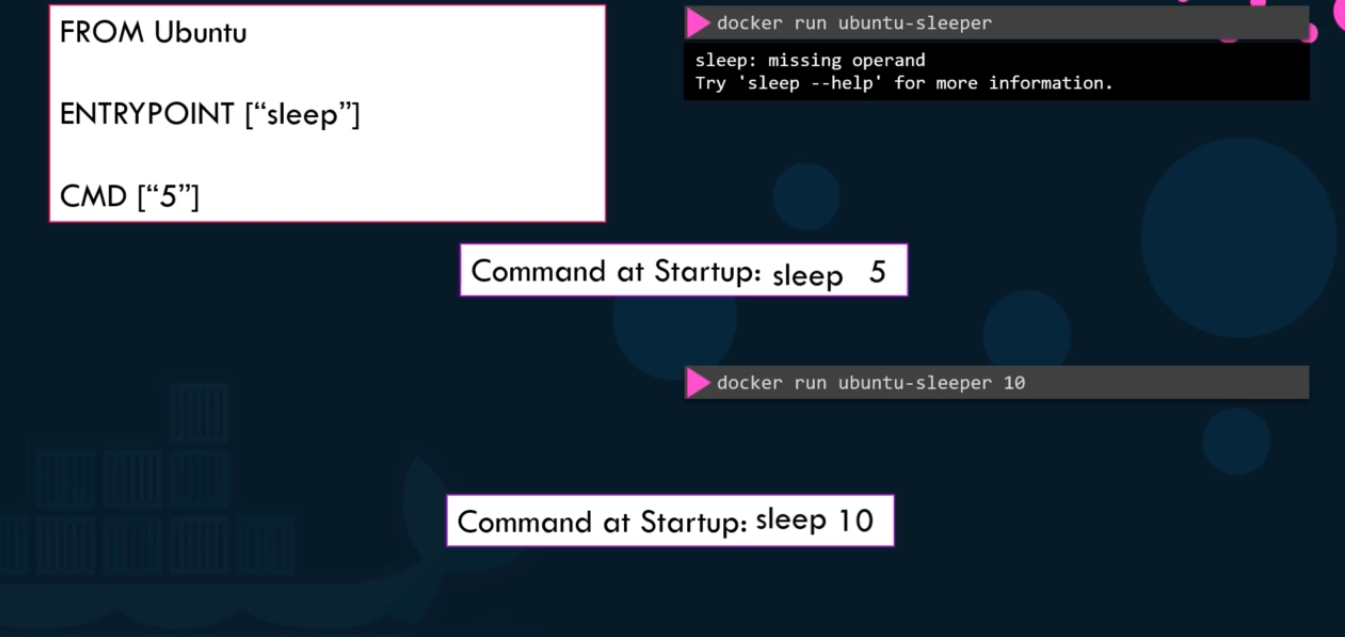 FROM Ubuntu
ENTRYPOINT [“sleep”]
CMD [“5”]
docker run ubuntu-sleeper
sleep: missing operand
Try 'sleep --help' for more information.
Command at Startup: sleep 5
docker run ubuntu-sleeper 10
Command at Startup: sleep 10